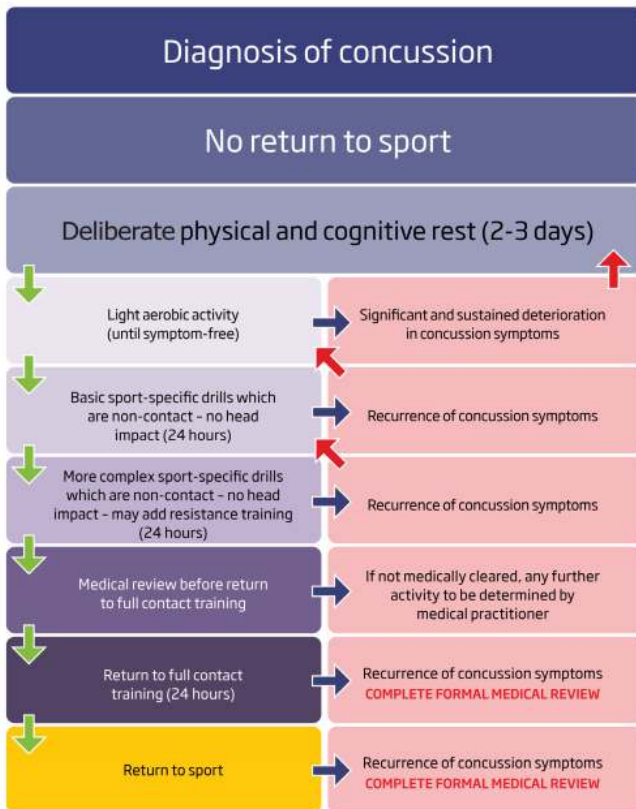 Diagnosis of concussion
No return to sport
Deliberate physical and cognitive rest (2-3 days)
Light aerobic activity
(until symptom-free)
Significant and sustained deterioration
in concussion symptoms
Basic sport-specific drills which
are non-contact – no head
impact (24 hours)
Recurrence of concussion symptoms
More complex sport-specific drills
which are non-contact – no head
impact – may add resistance training
(24 hours)
Recurrence of concussion symptoms
Medical review before return
to full contact training
If not medically cleared, any further
activity to be determined by
medical practitioner
Return to full contact
training (24 hours)
Recurrence of concussion symptoms
COMPLETE FORMAL MEDICAL REVIEW
Return to sport
Recurrence of concussion symptoms
COMPLETE FORMAL MEDICAL REVIEW